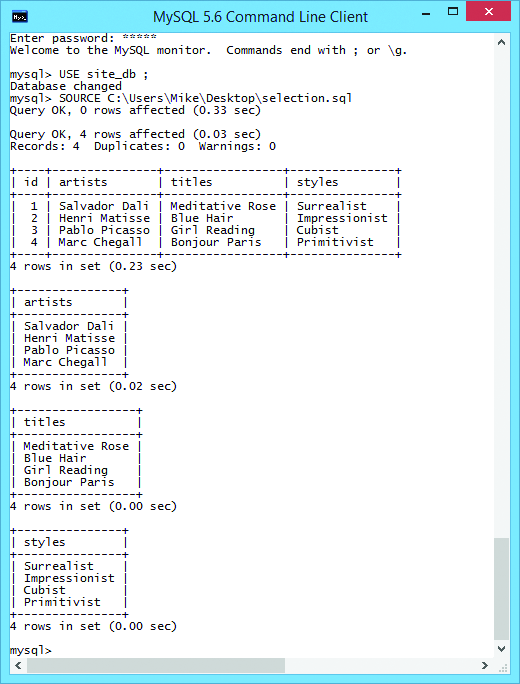 MySQL 5.6 Command Line Client
Enter password: *****
Welcome to the MySQL monitor.  Commands end with ; or \g.
mysql> USE site_db ;
Database changed
mysql> SOURCE C:\Users\Mike\Desktop\selection.sql
Query OK, 0 rows affected (0.33 sec)
Query OK, 4 rows affected (0.03 sec)
Records: 4  Duplicates: 0  Warnings: 0
+----+---------------+-----------------+---------------+
| id | artists       | titles          | styles        |
+----+---------------+-----------------+---------------+
|  1 | Salvador Dali | Meditative Rose | Surrealist    |
|  2 | Henri Matisse | Blue Hair       | Impressionist |
|  3 | Pablo Picasso | Girl Reading    | Cubist        |
|  4 | Marc Chegall  | Bonjour Paris   | Primitivist   |
+----+---------------+-----------------+---------------+
4 rows in set (0.23 sec)
+---------------+
| artists       |
+---------------+
| Salvador Dali |
| Henri Matisse |
| Pablo Picasso |
| Marc Chegall  |
+---------------+
4 rows in set (0.02 sec)
+-----------------+
| titles          |
+-----------------+
| Meditative Rose |
| Blue Hair       |
| Girl Reading    |
| Bonjour Paris   |
+-----------------+
4 rows in set (0.00 sec)
+---------------+
| styles        |
+---------------+
| Surrealist    |
| Impressionist |
| Cubist        |
| Primitivist   |
+---------------+
4 rows in set (0.00 sec)
mysql>